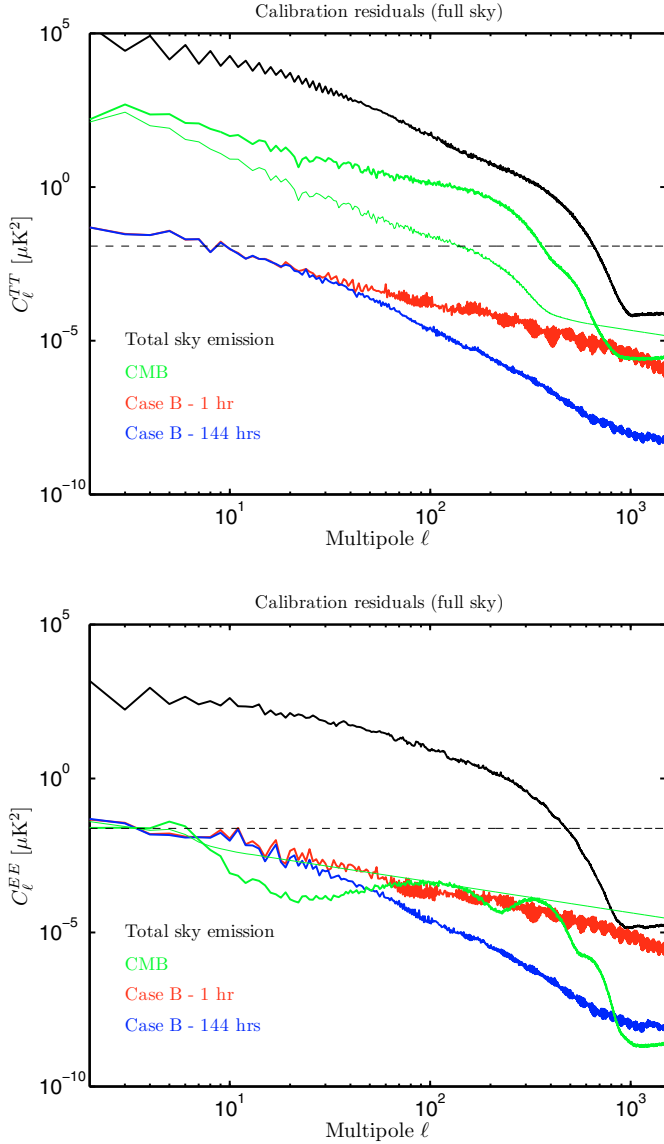 Calibration residuals (full sky)
10^5
10^0
10^-5
10^-10
C_ℓ^TT [μK^2]
Total sky emission
CMB
Case B - 1 hr
Case B - 144 hrs
10^1
10^2
10^3
Multipole ℓ
Calibration residuals (full sky)
10^5
10^0
10^-5
10^-10
C_ℓ^EE [μK^2]
Total sky emission
CMB
Case B - 1 hr
Case B - 144 hrs
10^1
10^2
10^3
Multipole ℓ